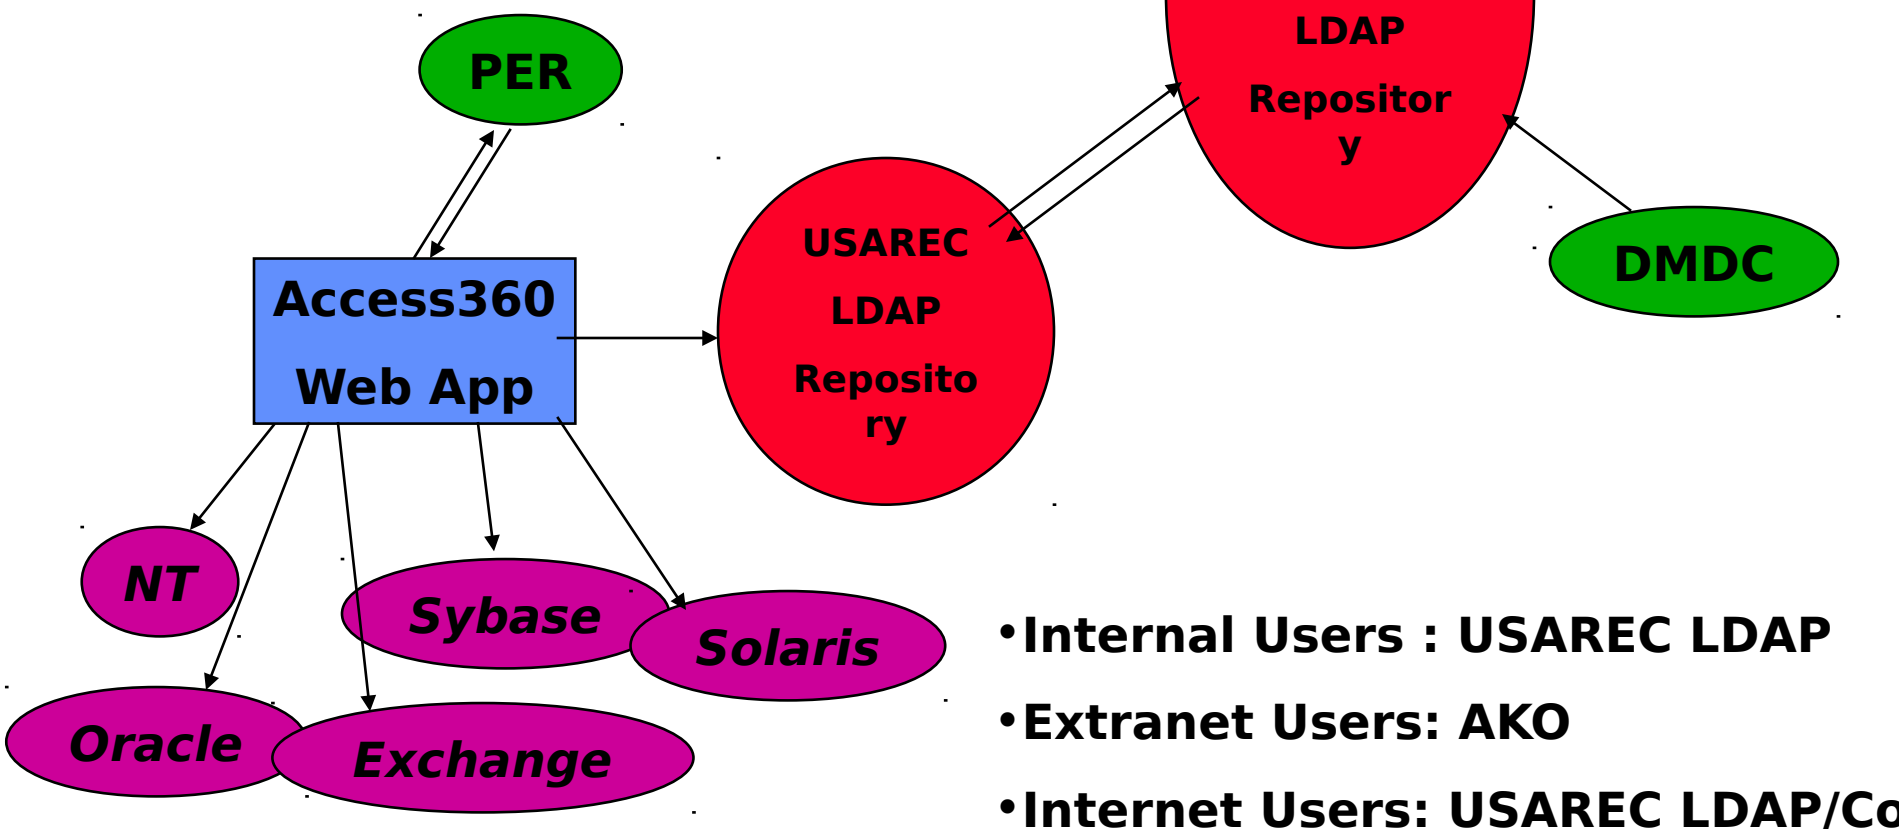 PER
LDAP
Repositor
y
DMDC
USAREC
LDAP
Reposito
ry
Access360
Web App
NT
Sybase
Solaris
Oracle
Exchange
•Internal Users : USAREC LDAP
•Extranet Users: AKO
•Internet Users: USAREC LDAP/Co